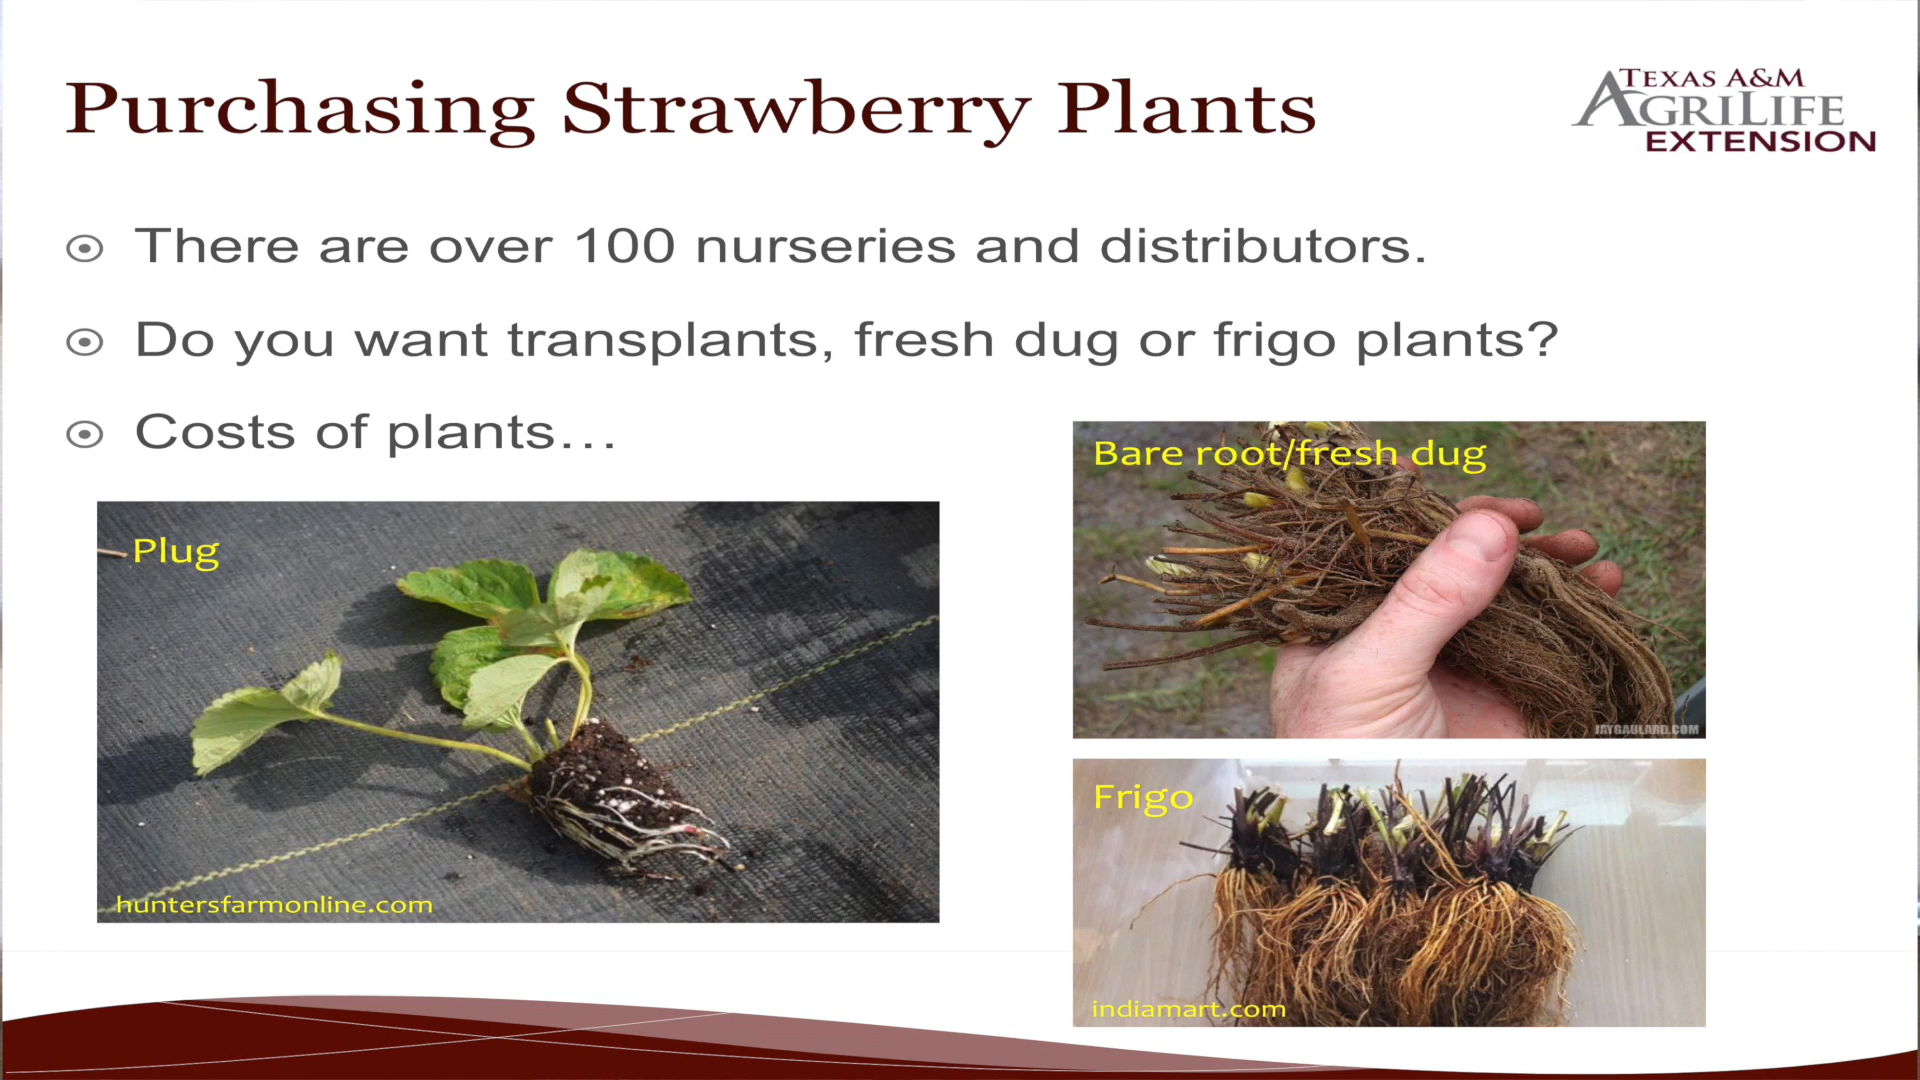 Purchasing Strawberry Plants
TEXAS A&M
AGRILIFE
EXTENSION
There are over 100 nurseries and distributors.
Do you want transplants, fresh dug or frigo plants?
Costs of plants…
Plug
huntersfarmonline.com
Bare root/fresh dug
JAYGAULARD.COM
Frigo
indiamart.com